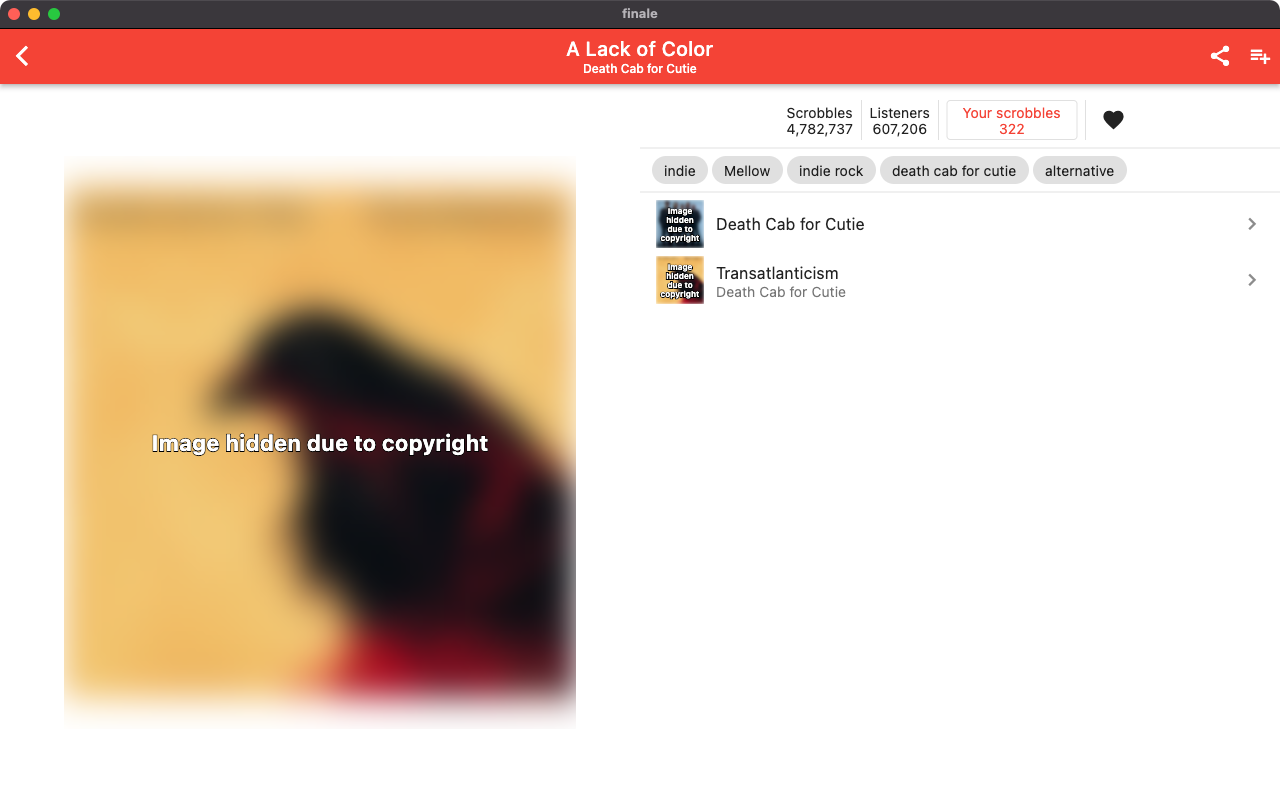 finale
A Lack of Color
Death Cab for Cutie
Image hidden due to copyright
Scrobbles
4,782,737
Listeners
607,206
Your scrobbles
322
indie
Mellow
indie rock
death cab for cutie
alternative
Image
hidden
due to
copyright
Death Cab for Cutie
Image
hidden
due to
copyright
Transatlanticism
Death Cab for Cutie